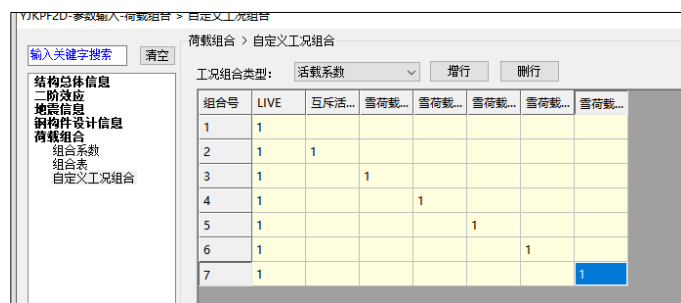 YJKPF2D-参数输入-荷载组合 > 自定义工况组合
荷载组合 > 自定义工况组合
输入关键字搜索 清空
工况组合类型: 活载系数 增行 删行
结构总体信息
二阶效应
地震信息
钢构件设计信息
荷载组合
组合系数
组合表
自定义工况组合
组合号 LIVE 互斥活... 雪荷载... 雪荷载... 雪荷载... 雪荷载... 雪荷载...
1 1
2 1 1
3 1 1
4 1 1
5 1 1
6 1 1
7 1 1